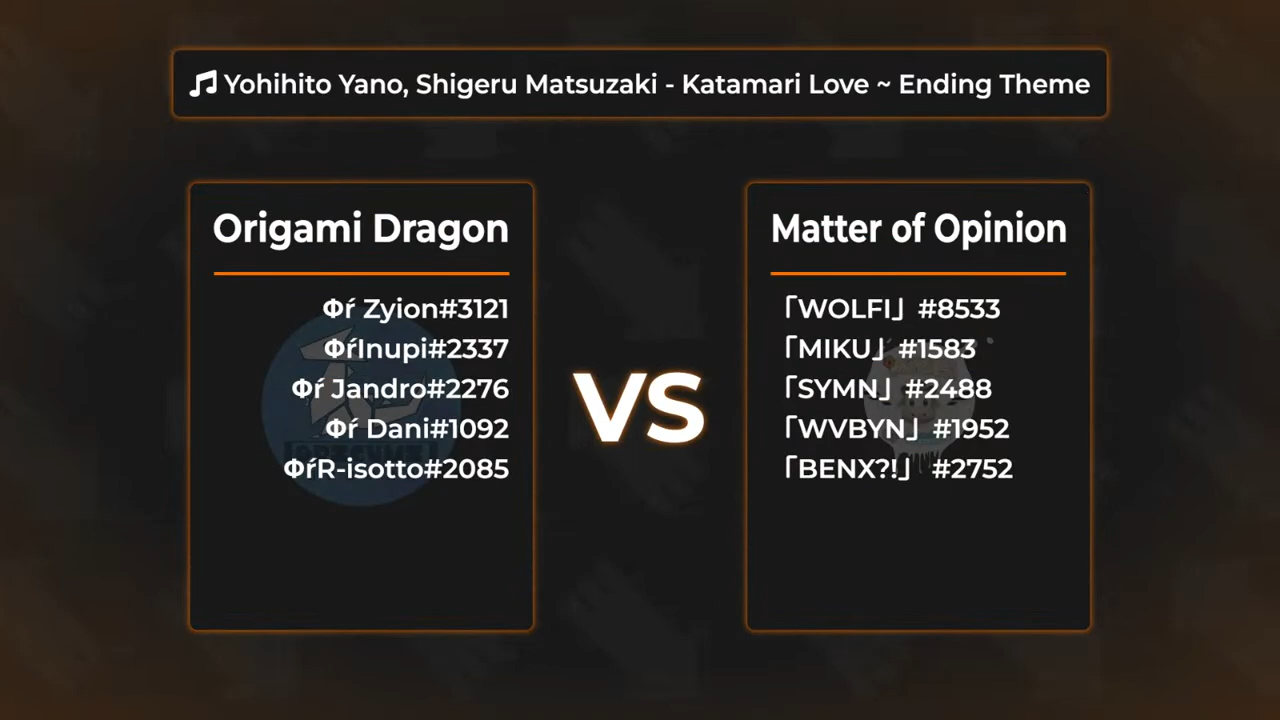 🎵 Yohihito Yano, Shigeru Matsuzaki - Katamari Love ~ Ending Theme
Origami Dragon
Φŕ Zyion#3121
ΦŕInupi#2337
Φŕ Jandro#2276
Φŕ Dani#1092
ΦŕR-isotto#2085
VS
Matter of Opinion
「WOLFI」 #8533
「MIKU」 #1583
「SYMN」 #2488
「WVBYN」 #1952
「BENX?!」 #2752